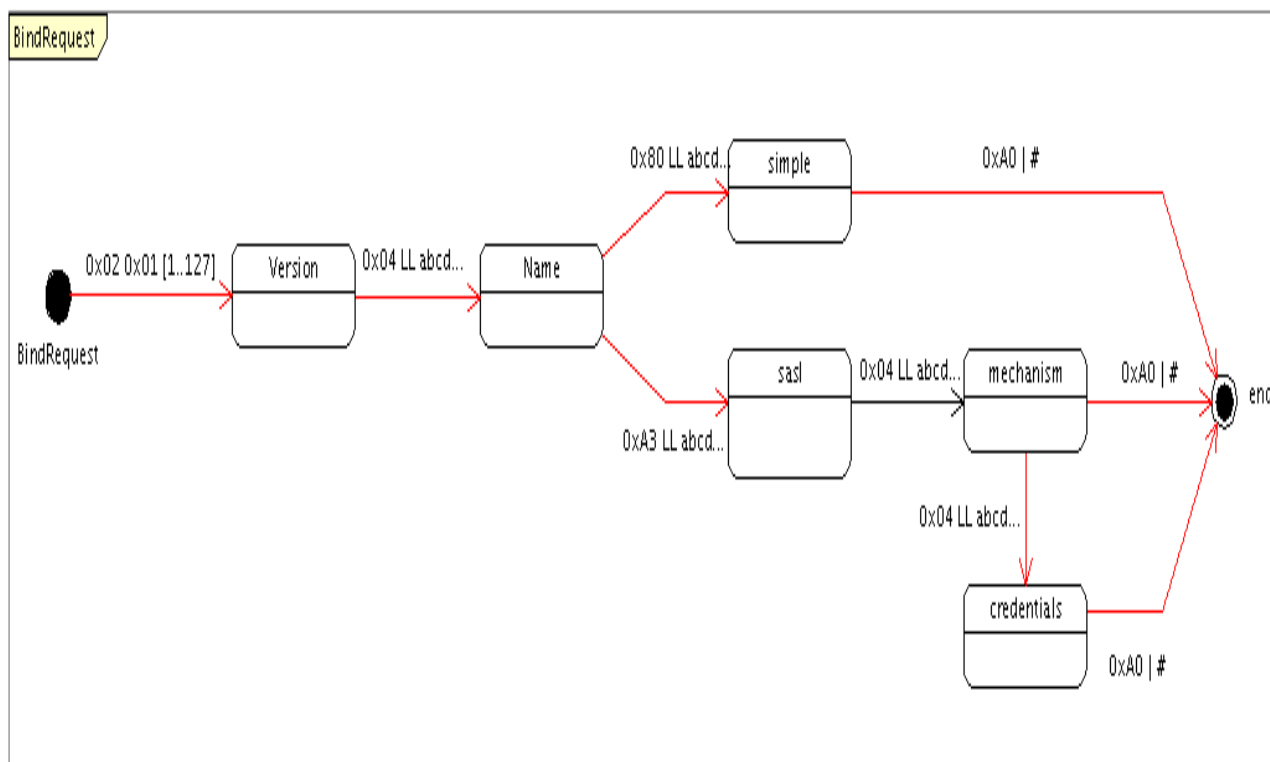 BindRequest
0x80 LL abcd...
simple
0xA0 | #
0x02 0x01 [1..127]
Version
0x04 LL abcd...
Name
BindRequest
sasl
0x04 LL abcd...
mechanism
0xA0 | #
end
0xA3 LL abcd...
0x04 LL abcd...
credentials
0xA0 | #